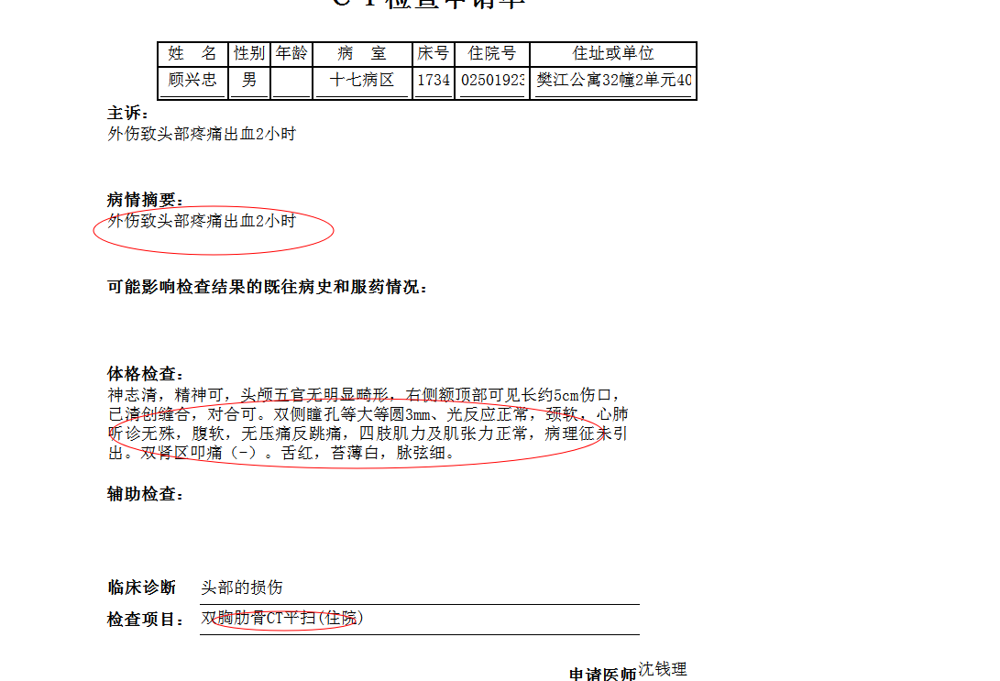 CT检查申请单
姓 名 性别 年龄 病 室 床号 住院号 住址或单位
顾兴忠 男 十七病区 1734 02501923 樊江公寓32幢2单元40
主诉：
外伤致头部疼痛出血2小时
病情摘要：
外伤致头部疼痛出血2小时
可能影响检查结果的既往病史和服药情况：
体格检查：
神志清，精神可，头颅五官无明显畸形，右侧额顶部可见长约5cm伤口，
已清创缝合，对合可。双侧瞳孔等大等圆3mm、光反应正常，颈软，心肺
听诊无殊，腹软，无压痛反跳痛，四肢肌力及肌张力正常，病理征未引
出。双肾区叩痛（-）。舌红，苔薄白，脉弦细。
辅助检查：
临床诊断 头部的损伤
检查项目： 双胸肋骨CT平扫(住院)
申请医师 沈钱理